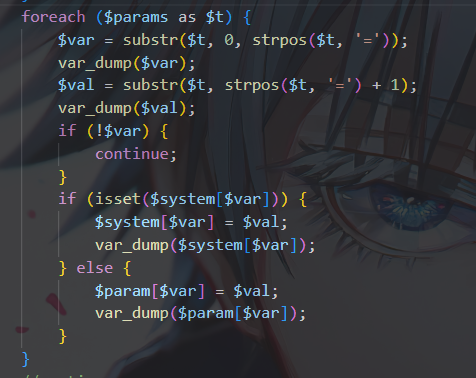 foreach ($params as $t) {
    $var = substr($t, 0, strpos($t, '='));
    var_dump($var);
    $val = substr($t, strpos($t, '=') + 1);
    var_dump($val);
    if (!$var) {
        continue;
    }
    if (isset($system[$var])) {
        $system[$var] = $val;
        var_dump($system[$var]);
    } else {
        $param[$var] = $val;
        var_dump($param[$var]);
    }
}